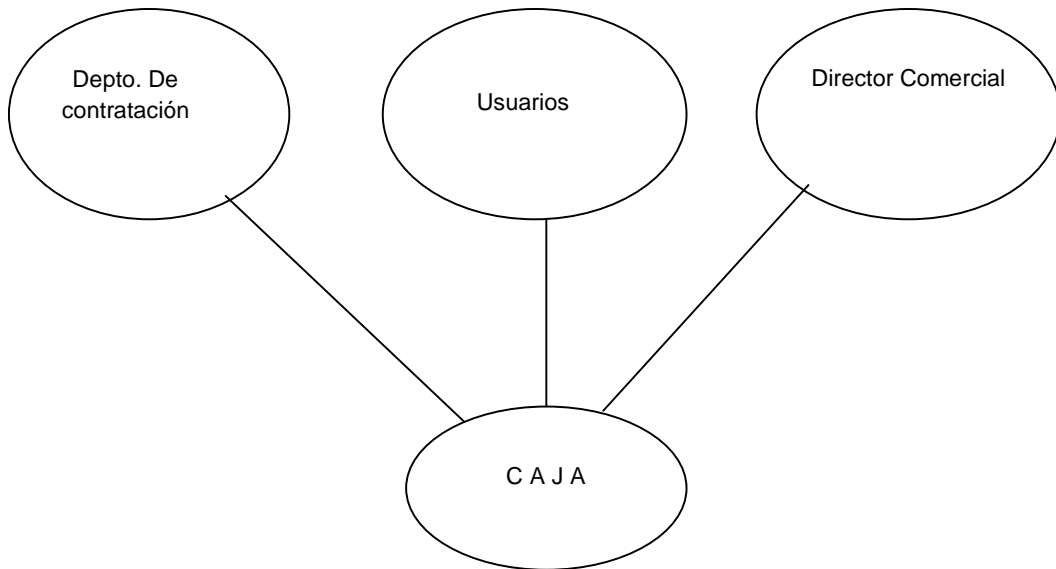 Depto. De
contratación
Usuarios
Director Comercial
C A J A